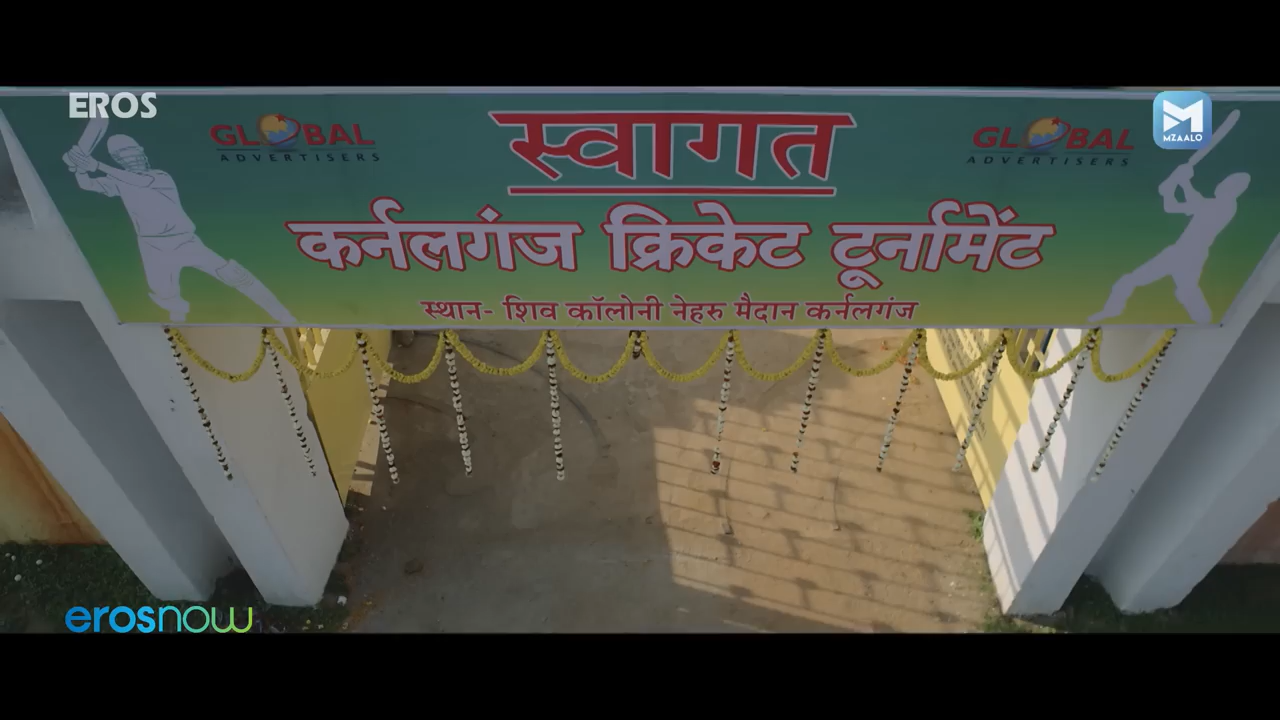 EROS
GLOBAL
ADVERTISERS
स्वागत
GLOBAL
ADVERTISERS
MZAALO
कर्नलगंज क्रिकेट टूर्नामेंट
स्थान- शिव कॉलोनी नेहरु मैदान कर्नलगंज
erosnow